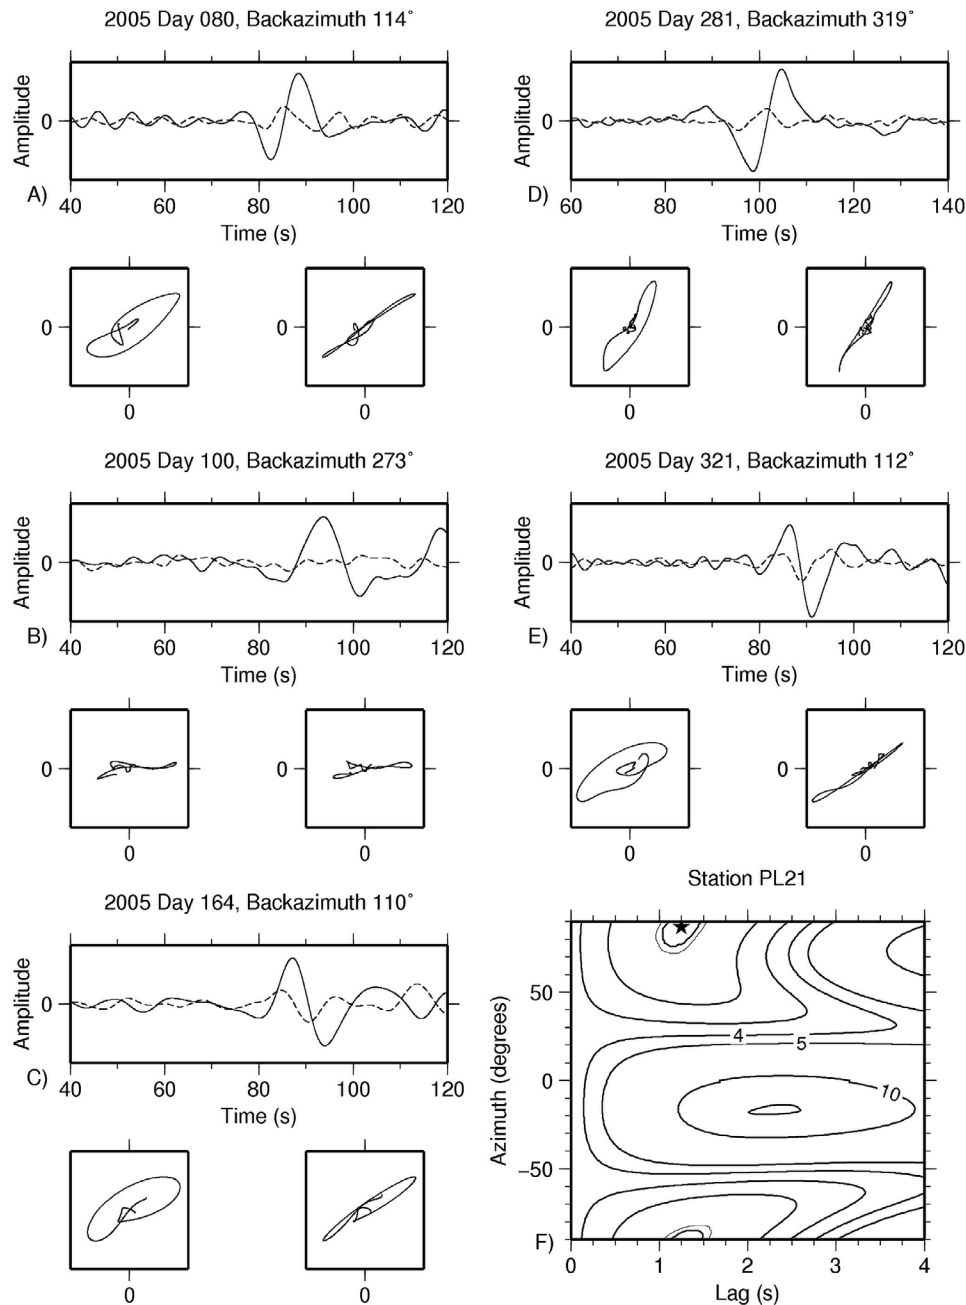 2005 Day 080, Backazimuth 114°
Amplitude
0
A)
40 60 80 100 120
Time (s)
0
0 0
2005 Day 100, Backazimuth 273°
Amplitude
0
B)
40 60 80 100 120
Time (s)
0 0
0 0
2005 Day 164, Backazimuth 110°
Amplitude
0
C)
40 60 80 100 120
Time (s)
0 0
2005 Day 281, Backazimuth 319°
Amplitude
0
D)
60 80 100 120 140
Time (s)
0 0
0 0
2005 Day 321, Backazimuth 112°
Amplitude
0
E)
40 60 80 100 120
Time (s)
0 0
0 0
Station PL21
Azimuth (degrees)
50
0
−50
4
5
10
F)
0 1 2 3 4
Lag (s)